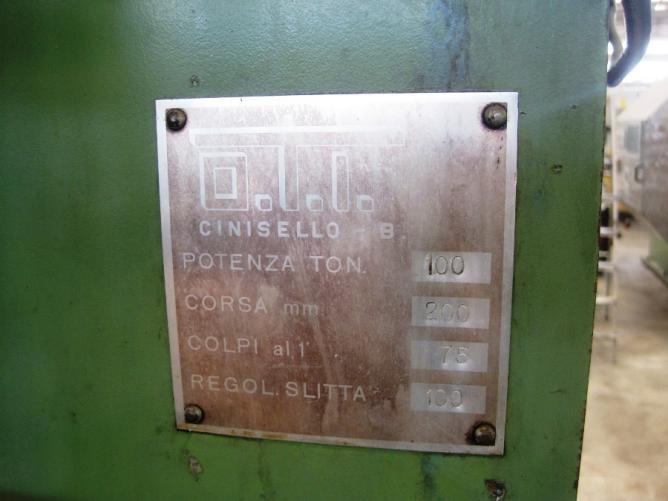 O.T.I.
CINISELLO - B
POTENZA TON. 100
CORSA mm. 200
COLPI al 1' 75
REGOL. SLITTA 100